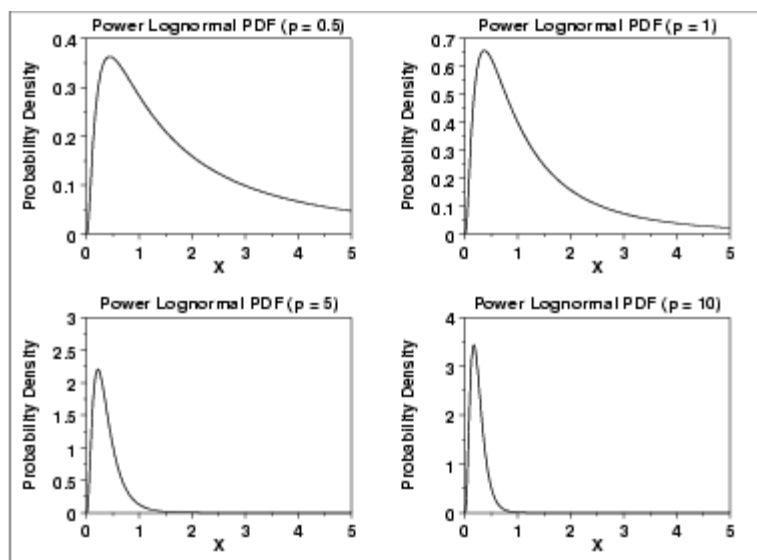 Power Lognormal PDF (p = 0.5)
Probability Density
0.4
0.3
0.2
0.1
0
0 1 2 3 4 5
X
Power Lognormal PDF (p = 1)
Probability Density
0.7
0.6
0.5
0.4
0.3
0.2
0.1
0
0 1 2 3 4 5
X
Power Lognormal PDF (p = 5)
Probability Density
3
2.5
2
1.5
1
0.5
0
0 1 2 3 4 5
X
Power Lognormal PDF (p = 10)
Probability Density
4
3
2
1
0
0 1 2 3 4 5
X